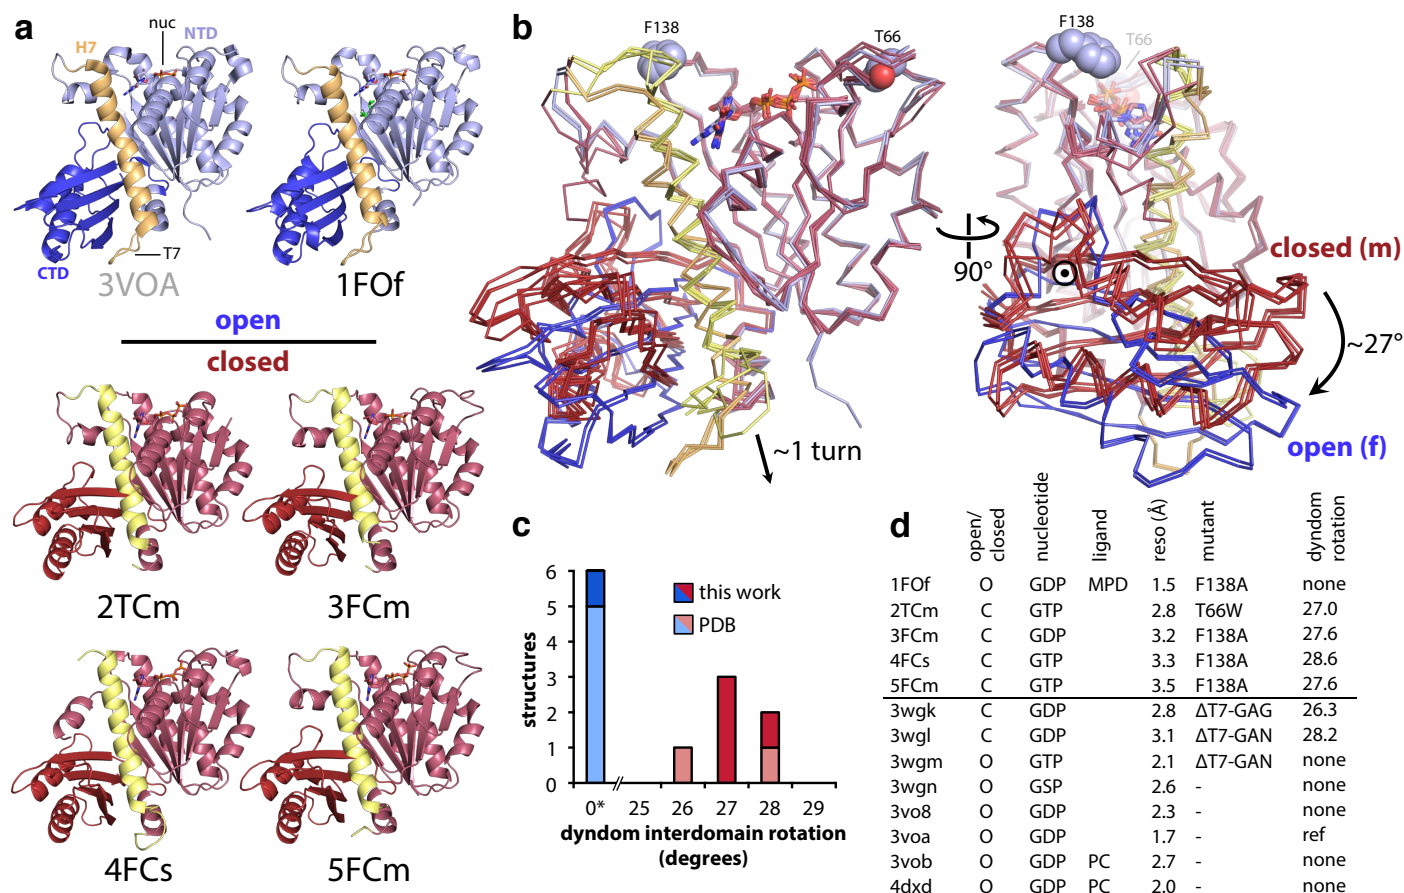 a
nuc
H7
NTD
T7
CTD
3VOA
1FOf
open
closed
2TCm
3FCm
4FCs
5FCm
b
F138
T66
~1 turn
90°
F138
T66
closed (m)
~27°
open (f)
c
this work
PDB
structures
6
5
4
3
2
1
0
0* 25 26 27 28 29
dyndom interdomain rotation
(degrees)
d
open/
closed
nucleotide
ligand
reso (Å)
mutant
dyndom
rotation
1FOf O GDP MPD 1.5 F138A none
2TCm C GTP 2.8 T66W 27.0
3FCm C GDP 3.2 F138A 27.6
4FCs C GTP 3.3 F138A 28.6
5FCm C GTP 3.5 F138A 27.6
3wgk C GDP 2.8 ΔT7-GAG 26.3
3wgl C GDP 3.1 ΔT7-GAN 28.2
3wgm O GTP 2.1 ΔT7-GAN none
3wgn O GSP 2.6 - none
3vo8 O GDP 2.3 - none
3voa O GDP 1.7 - ref
3vob O GDP PC 2.7 - none
4dxd O GDP PC 2.0 - none